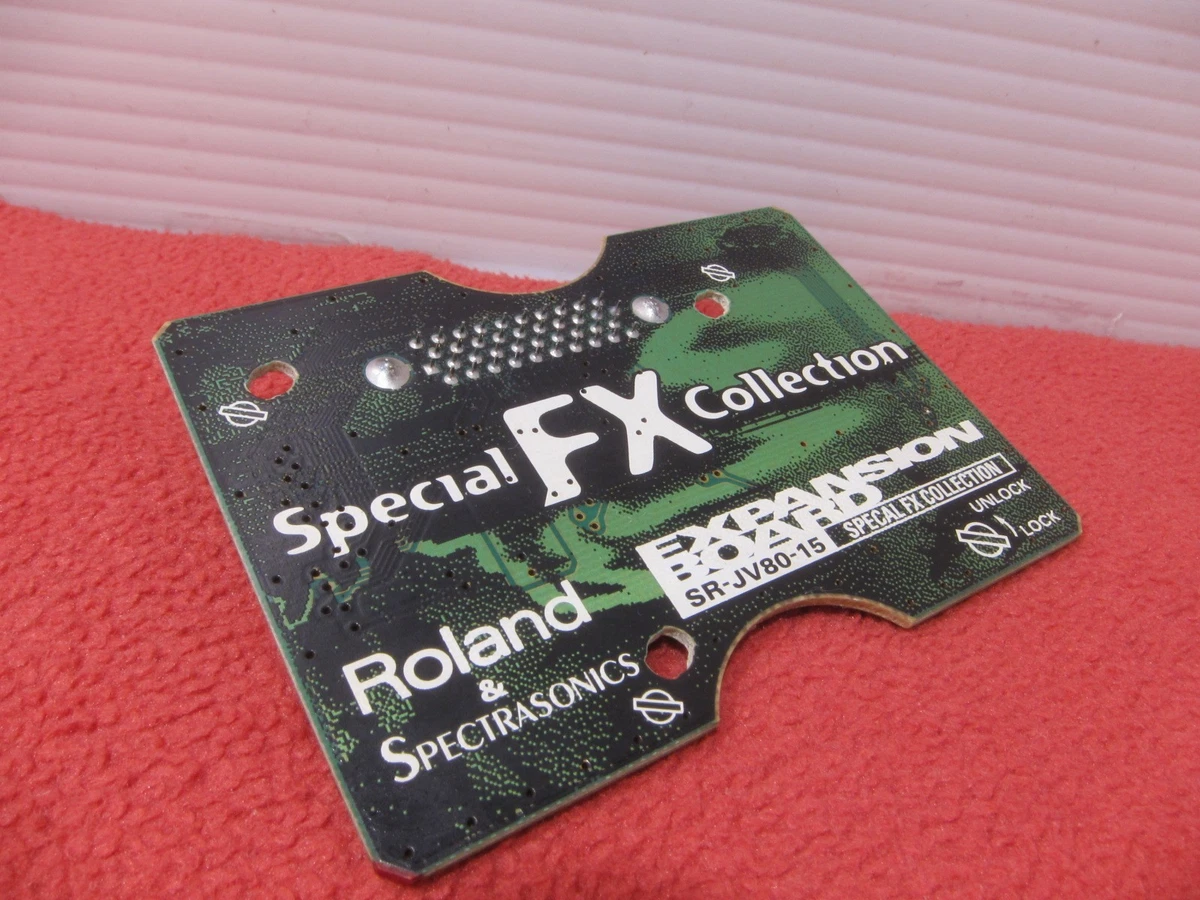 Special FX Collection
EXPANSION
BOARD
SR-JV80-15
SPECAL FX COLLECTION
UNLOCK
LOCK
Roland
&
SPECTRASONICS